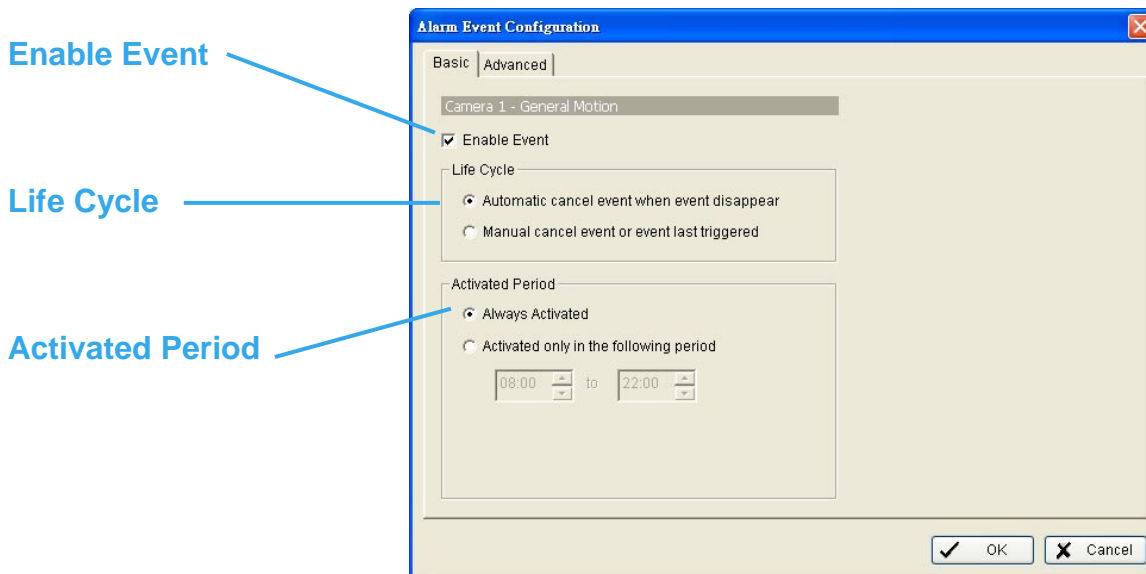 Alarm Event Configuration
Enable Event
Basic Advanced
Camera 1 - General Motion
Enable Event
Life Cycle
Life Cycle
Automatic cancel event when event disappear
Manual cancel event or event last triggered
Activated Period
Always Activated
Activated Period
Activated only in the following period
08:00 to 22:00
OK Cancel